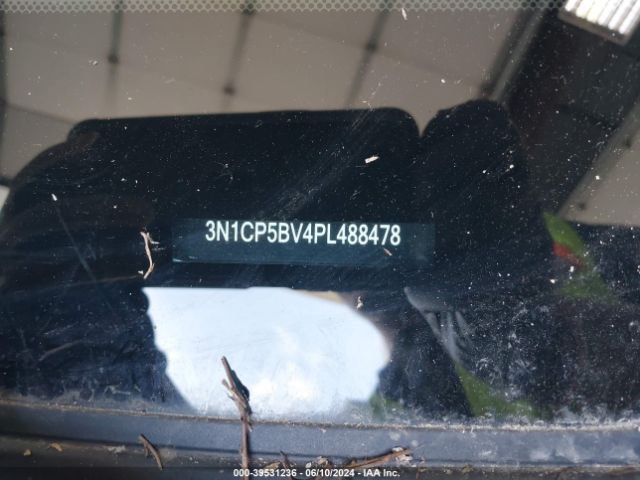 3N1CP5BV4PL488478
000-39531236 - 06/10/2024 - IAA Inc.